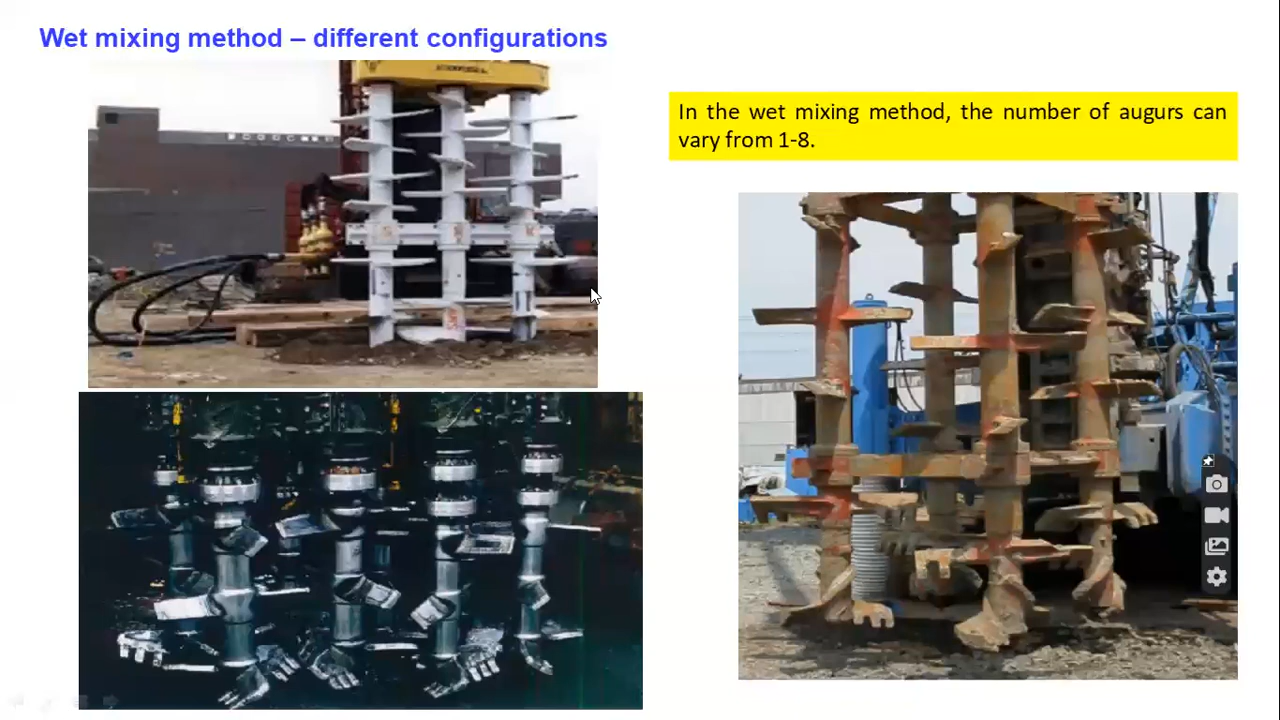 Wet mixing method – different configurations
In the wet mixing method, the number of augurs can
vary from 1-8.